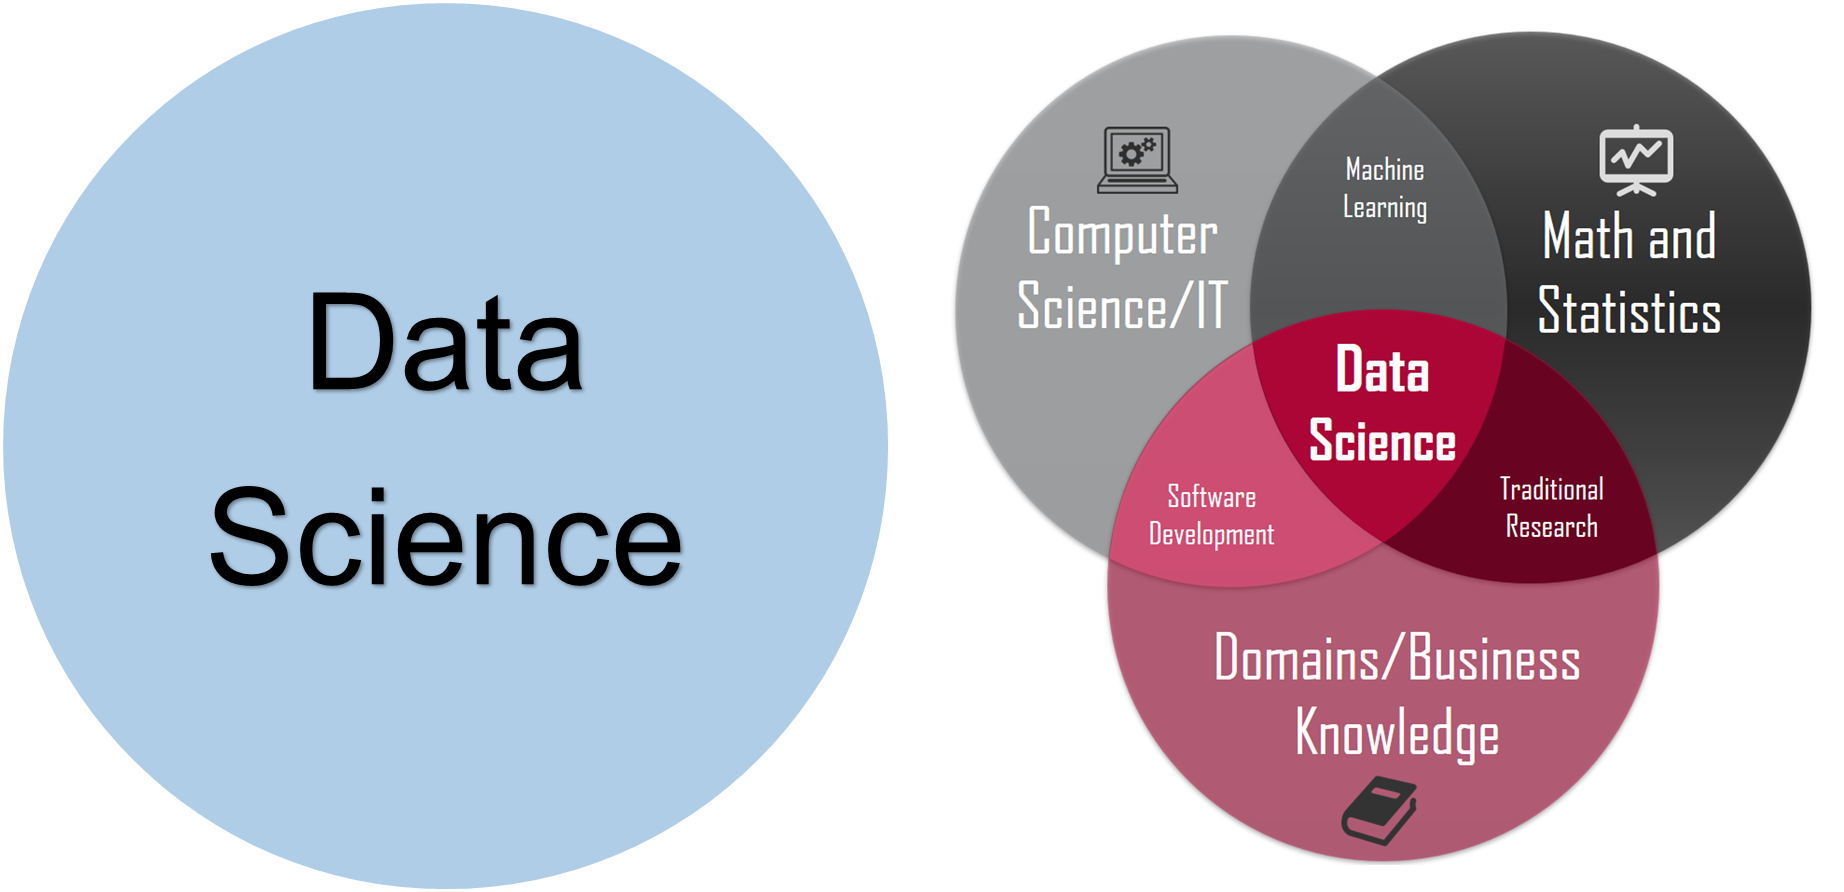 Data
Science
Computer
Science/IT
Machine
Learning
Math and
Statistics
Data
Science
Software
Development
Traditional
Research
Domains/Business
Knowledge